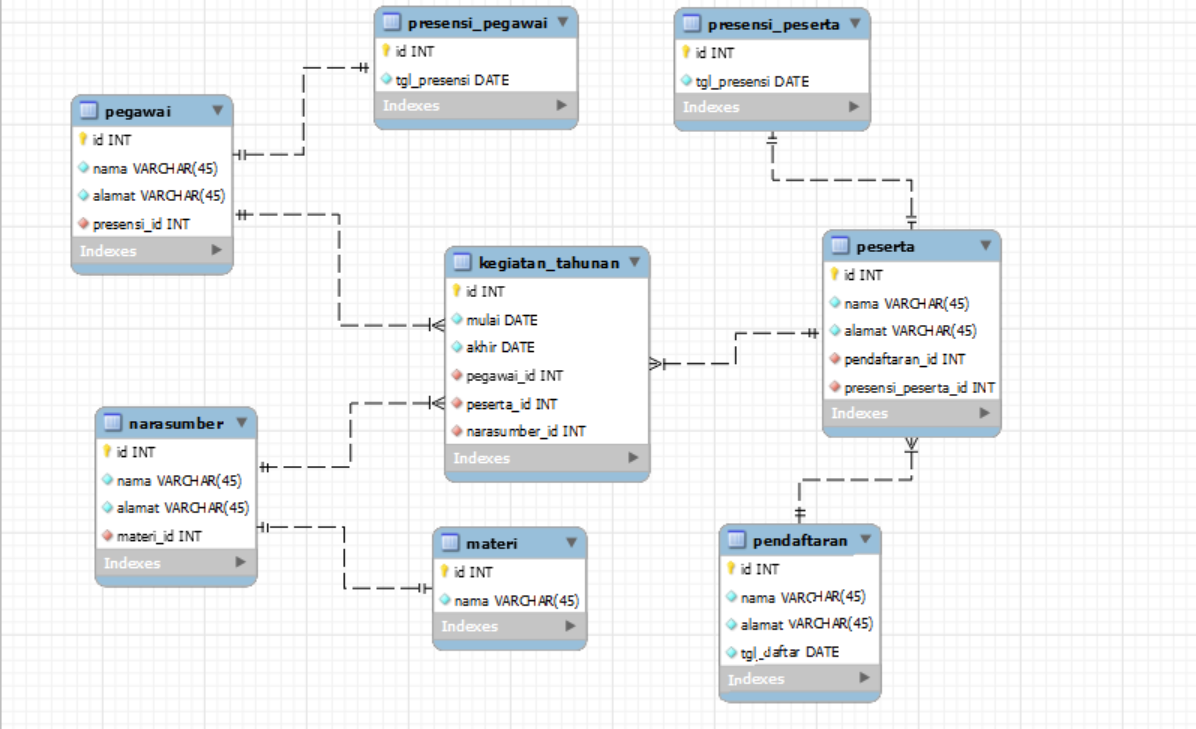 presensi_pegawai
id INT
tgl_presensi DATE
Indexes
presensi_peserta
id INT
tgl_presensi DATE
Indexes
pegawai
id INT
nama VARCHAR(45)
alamat VARCHAR(45)
presensi_id INT
Indexes
kegiatan_tahunan
id INT
mulai DATE
akhir DATE
pegawai_id INT
peserta_id INT
narasumber_id INT
Indexes
peserta
id INT
nama VARCHAR(45)
alamat VARCHAR(45)
pendaftaran_id INT
presensi_peserta_id INT
Indexes
narasumber
id INT
nama VARCHAR(45)
alamat VARCHAR(45)
materi_id INT
Indexes
materi
id INT
nama VARCHAR(45)
Indexes
pendaftaran
id INT
nama VARCHAR(45)
alamat VARCHAR(45)
tgl_daftar DATE
Indexes